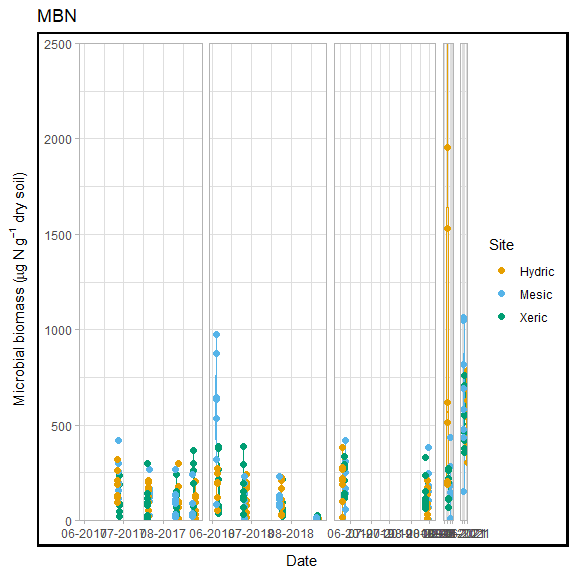 MBN
2500
2000
1500
1000
500
0
Microbial biomass (μg N g⁻¹ dry soil)
06-2017 07-2017 08-2017
06-2018 07-2018 08-2018
Date
Site
Hydric
Mesic
Xeric